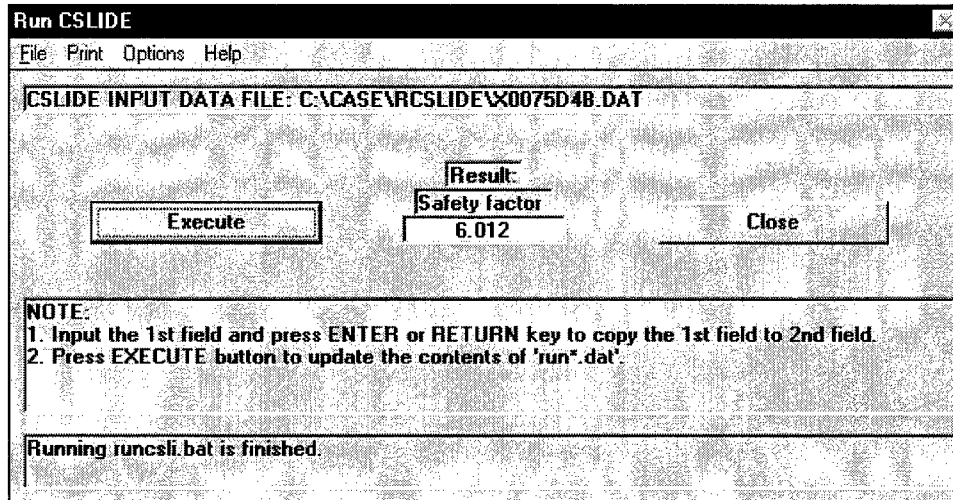 Run CSLIDE
File Print Options Help
CSLIDE INPUT DATA FILE: C:\CASE\RCSLIDE\X0075D4B.DAT
Result:
Safety factor
Execute
6.012
Close
NOTE:
1. Input the 1st field and press ENTER or RETURN key to copy the 1st field to 2nd field.
2. Press EXECUTE button to update the contents of 'run*.dat'.
Running runcsli.bat is finished.